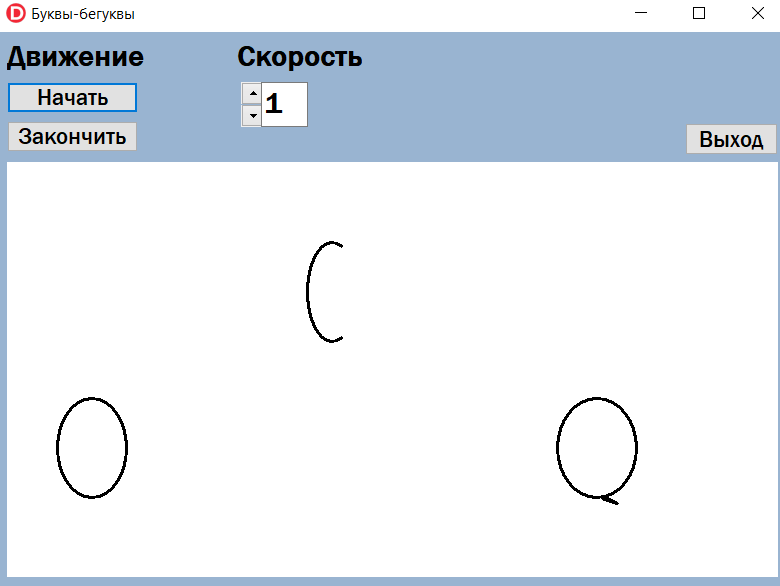 Буквы-бегуквы
Движение Скорость
Начать 1
Закончить Выход
C
O Q